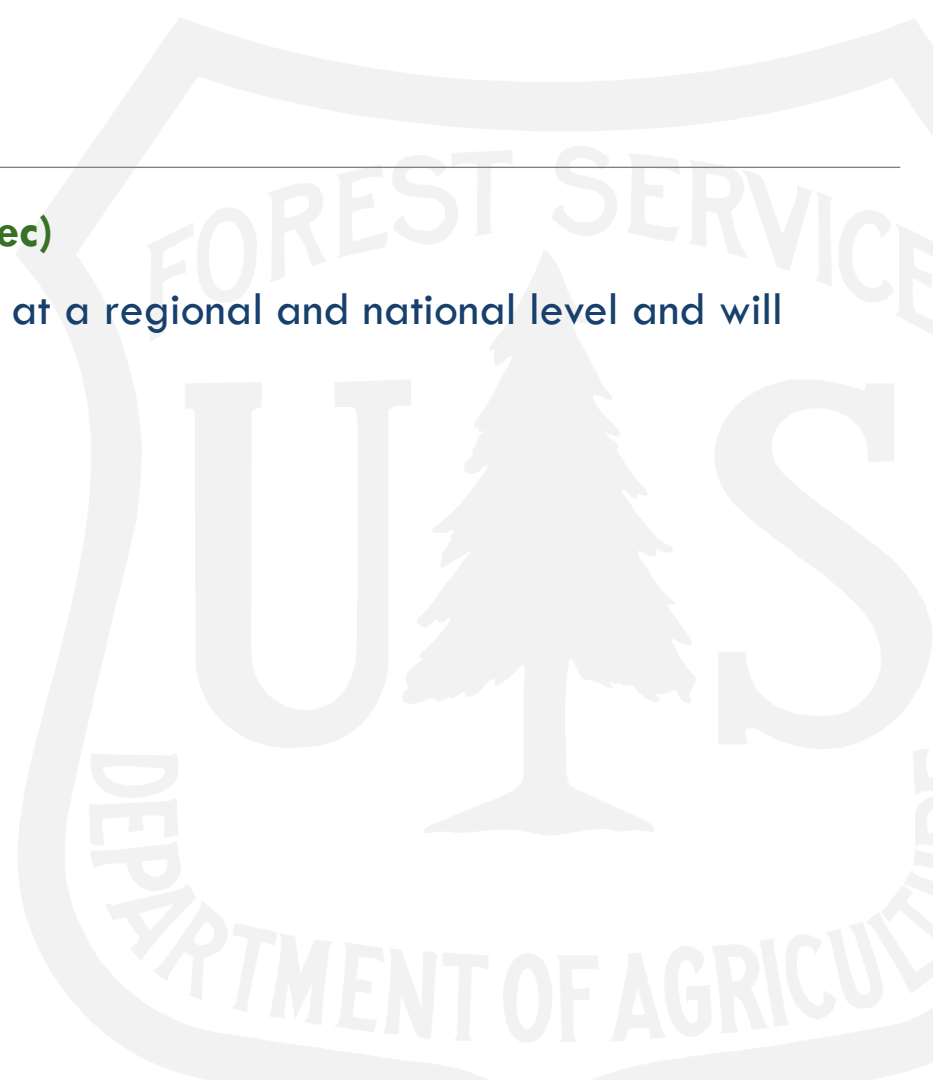 ec)
at a regional and national level and will
FOREST SERVICE
U S
DEPARTMENT OF AGRICULTURE